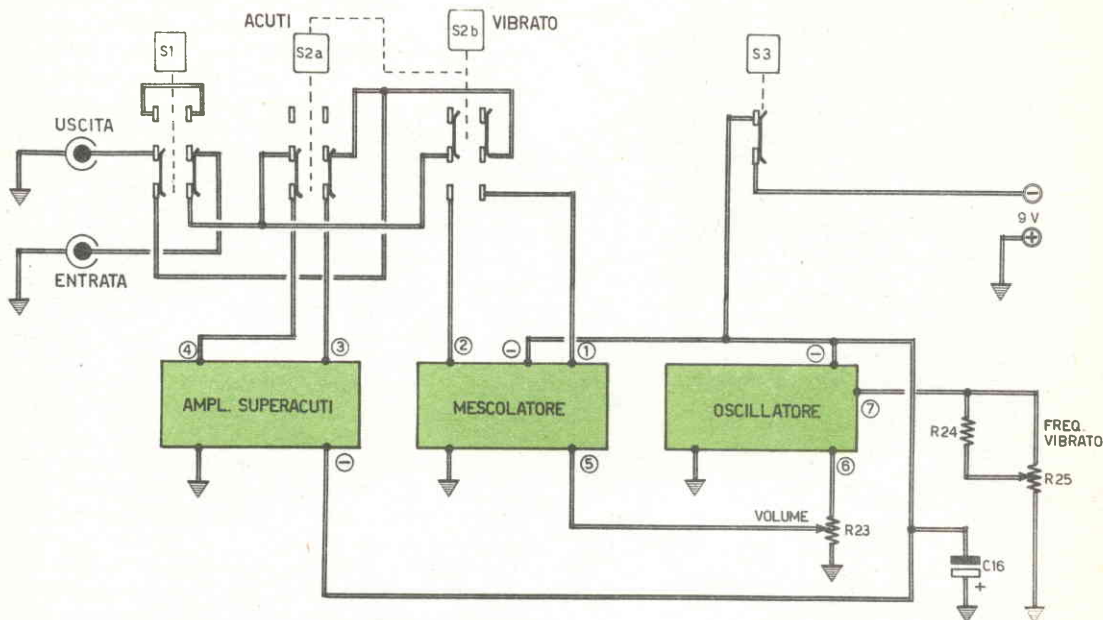 ACUTI
VIBRATO
S1
S2a
S2b
S3
USCITA
ENTRATA
⊖
9 V
⊕
④
③
②
⊖
①
⊖
AMPL. SUPERACUTI
MESCOLATORE
OSCILLATORE
⑦
⊖
⑤
⑥
R24
FREQ.
VIBRATO
R25
VOLUME
R23
C16
+